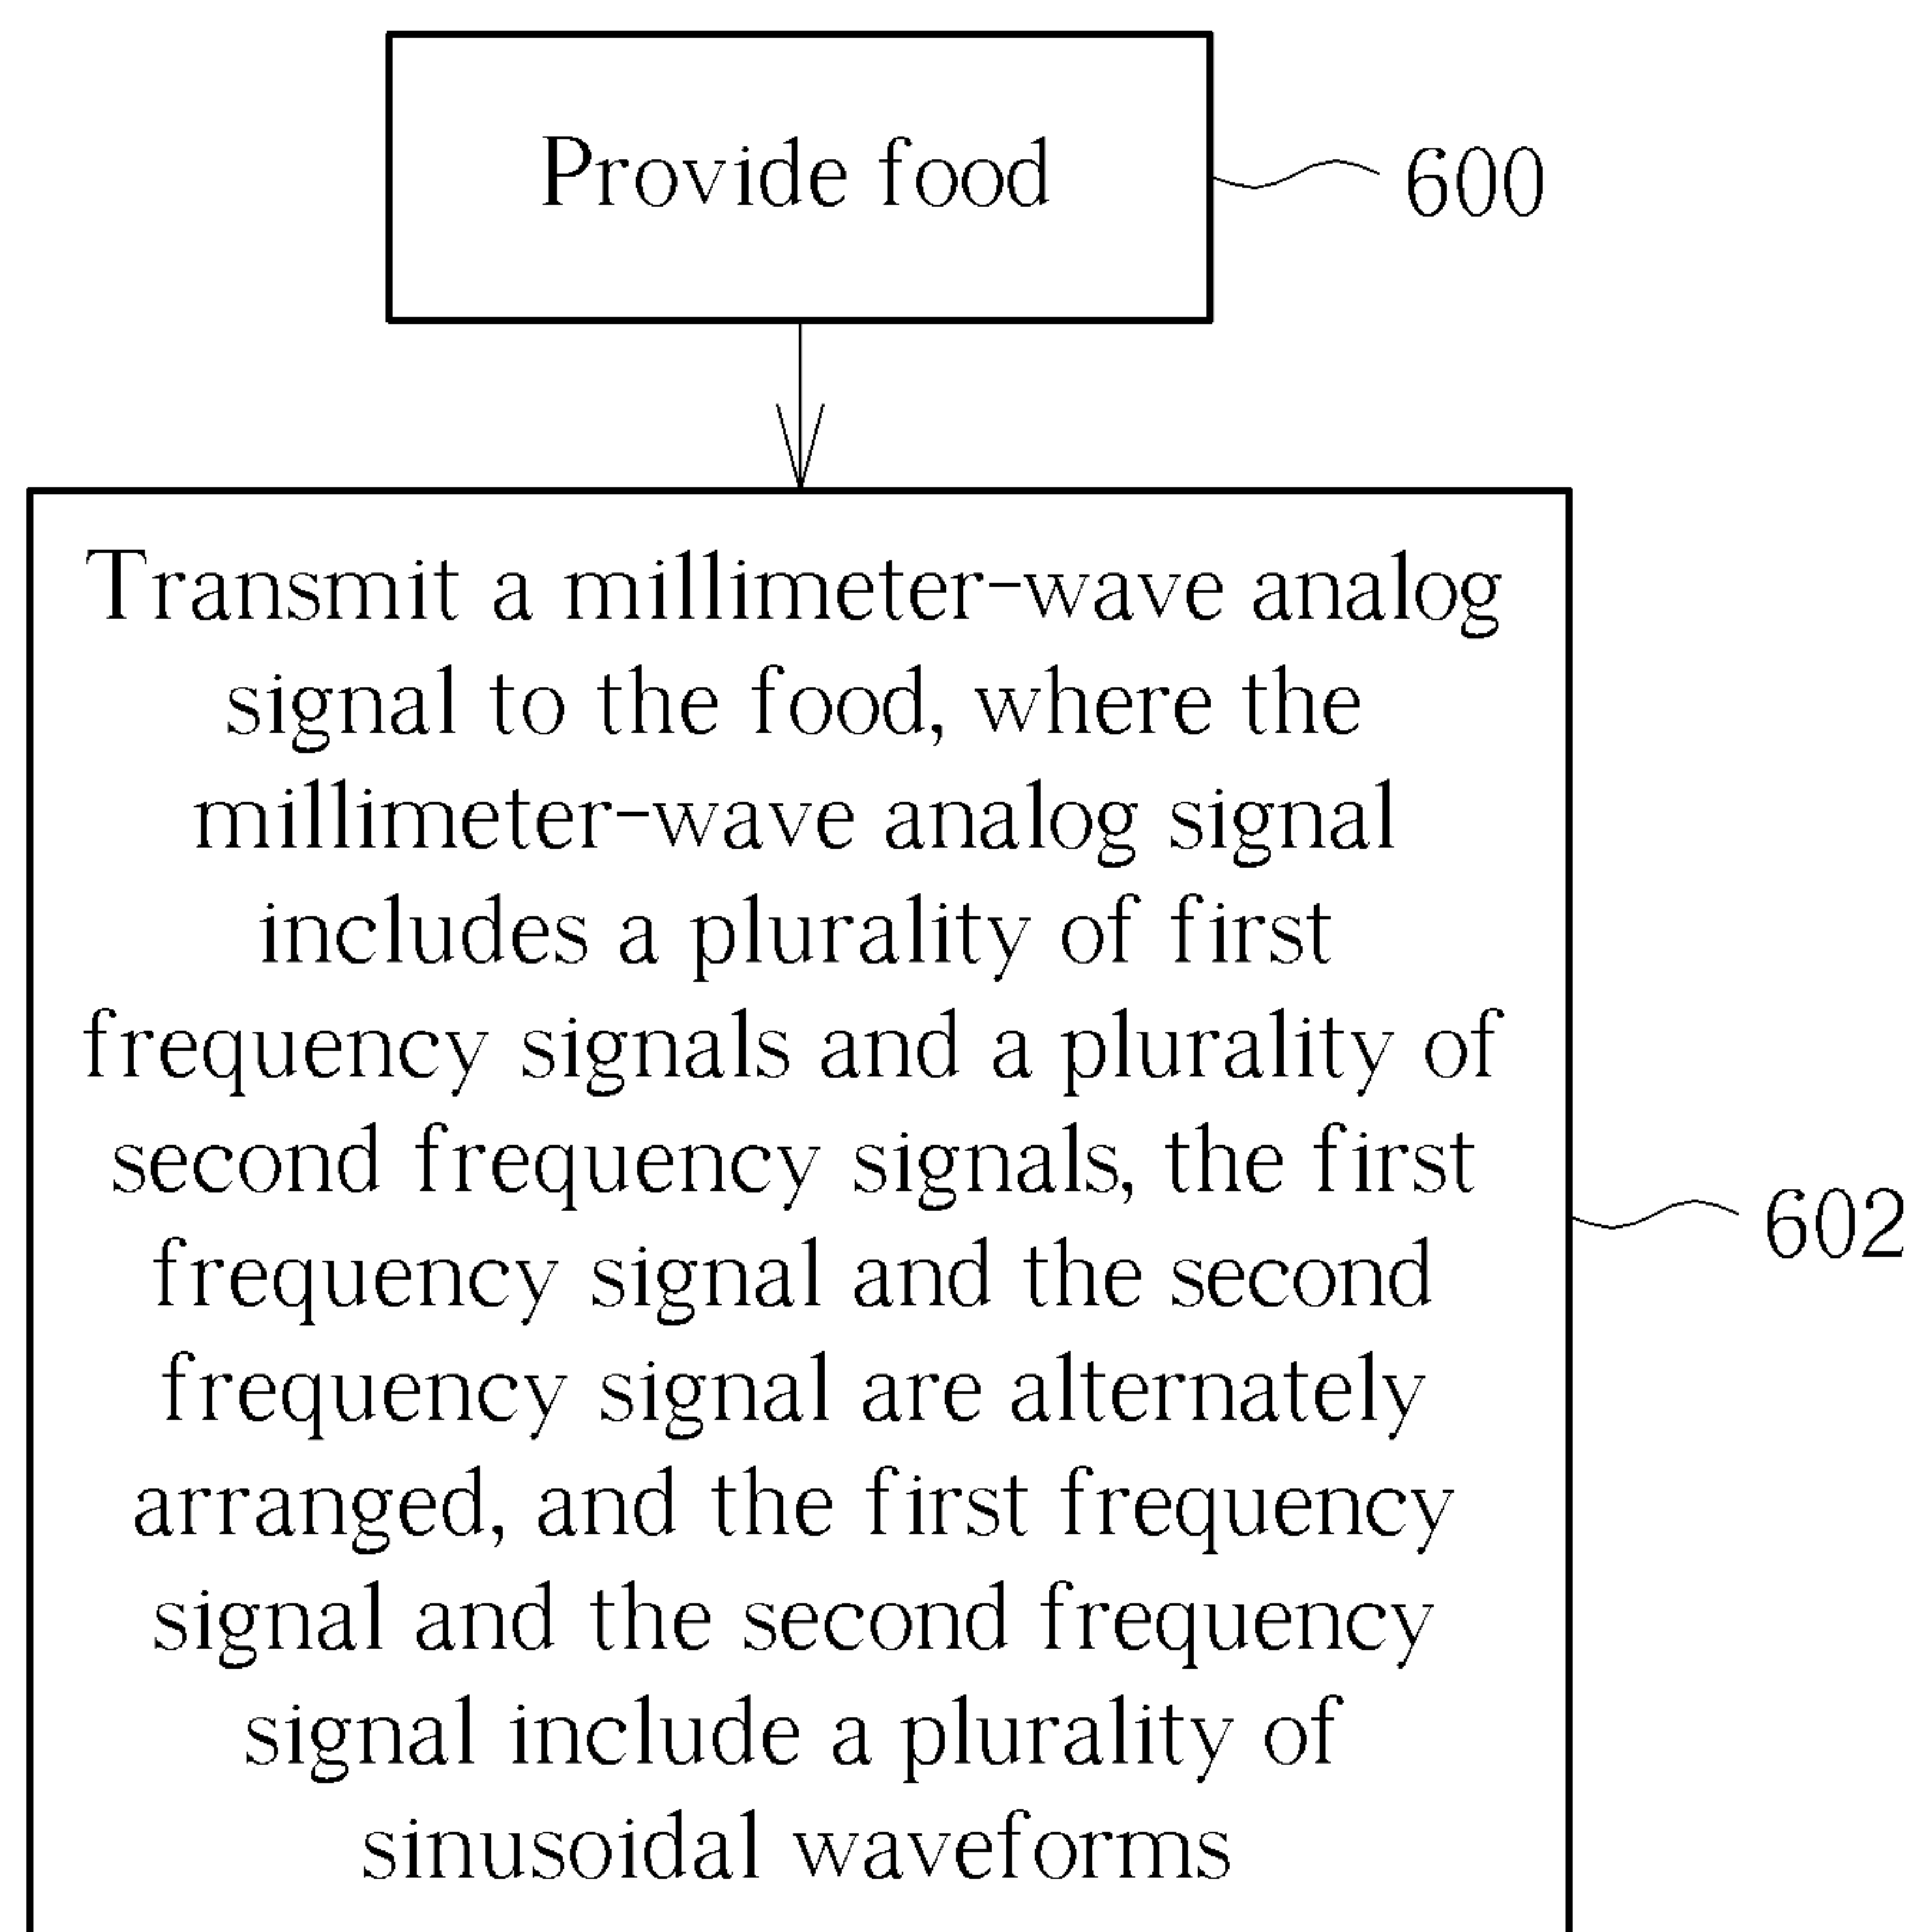 Provide food
600
Transmit a millimeter-wave analog
signal to the food, where the
millimeter-wave analog signal
includes a plurality of first
frequency signals and a plurality of
second frequency signals, the first
frequency signal and the second
frequency signal are alternately
arranged, and the first frequency
signal and the second frequency
signal include a plurality of
sinusoidal waveforms
602